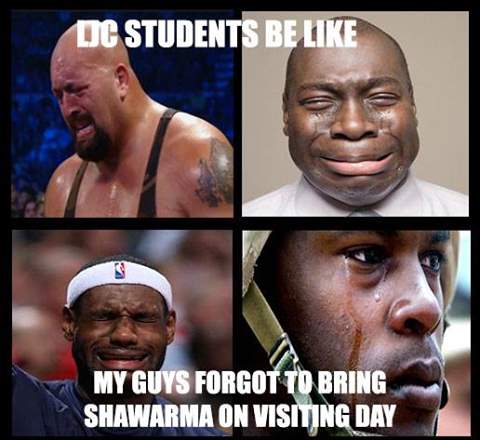 LJC STUDENTS BE LIKE
MY GUYS FORGOT TO BRING
SHAWARMA ON VISITING DAY